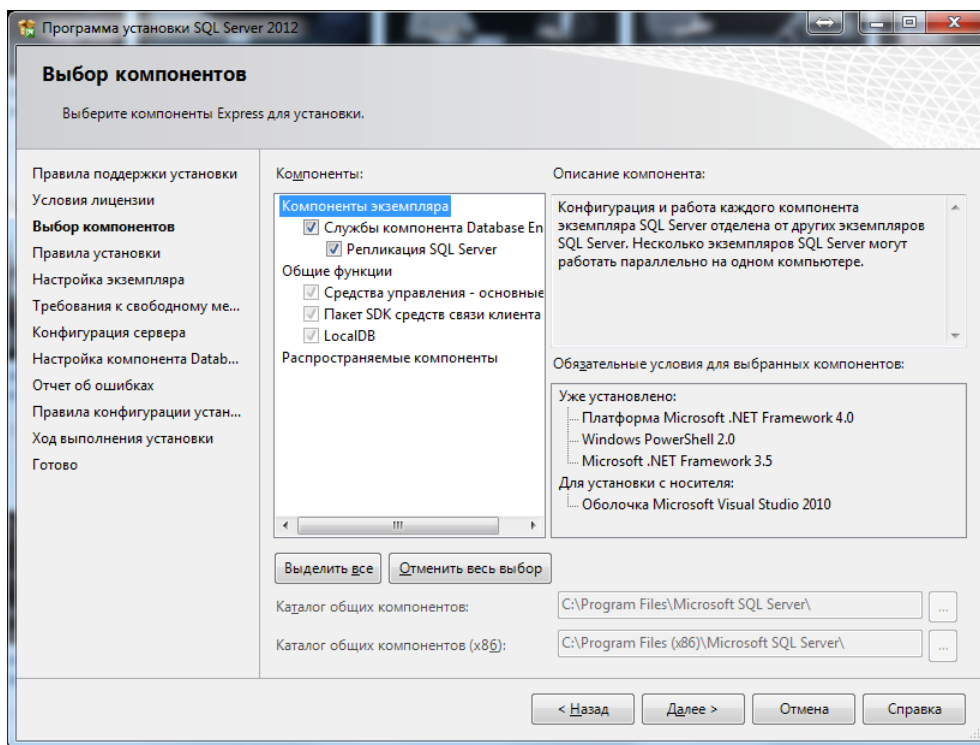 Программа установки SQL Server 2012
Выбор компонентов
Выберите компоненты Express для установки.
Правила поддержки установки
Условия лицензии
Выбор компонентов
Правила установки
Настройка экземпляра
Требования к свободному ме...
Конфигурация сервера
Настройка компонента Datab...
Отчет об ошибках
Правила конфигурации устан...
Ход выполнения установки
Готово
Компоненты:
Компоненты экземпляра
Службы компонента Database En
Репликация SQL Server
Общие функции
Средства управления - основные
Пакет SDK средств связи клиента
LocalDB
Распространяемые компоненты
Описание компонента:
Конфигурация и работа каждого компонента
экземпляра SQL Server отделена от других экземпляров
SQL Server. Несколько экземпляров SQL Server могут
работать параллельно на одном компьютере.
Обязательные условия для выбранных компонентов:
Уже установлено:
Платформа Microsoft .NET Framework 4.0
Windows PowerShell 2.0
Microsoft .NET Framework 3.5
Для установки с носителя:
Оболочка Microsoft Visual Studio 2010
Выделить все
Отменить весь выбор
Каталог общих компонентов:
C:\Program Files\Microsoft SQL Server\
...
Каталог общих компонентов (x86):
C:\Program Files (x86)\Microsoft SQL Server\
...
< Назад
Далее >
Отмена
Справка